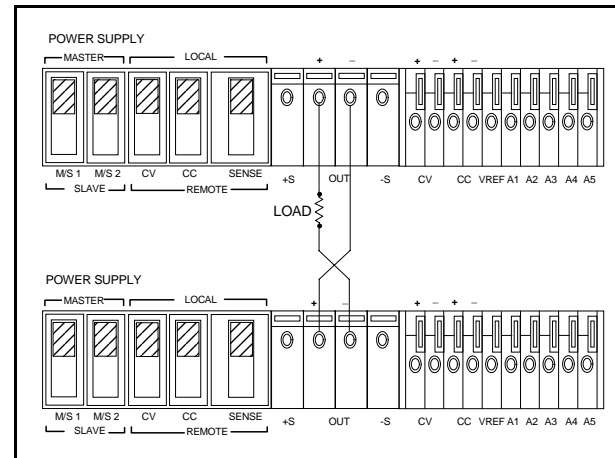 POWER SUPPLY
MASTER LOCAL
+ – + – + –
M/S 1 M/S 2 CV CC SENSE +S OUT -S CV CC VREF A1 A2 A3 A4 A5
SLAVE REMOTE
LOAD
POWER SUPPLY
MASTER LOCAL
+ – + – + –
M/S 1 M/S 2 CV CC SENSE +S OUT -S CV CC VREF A1 A2 A3 A4 A5
SLAVE REMOTE